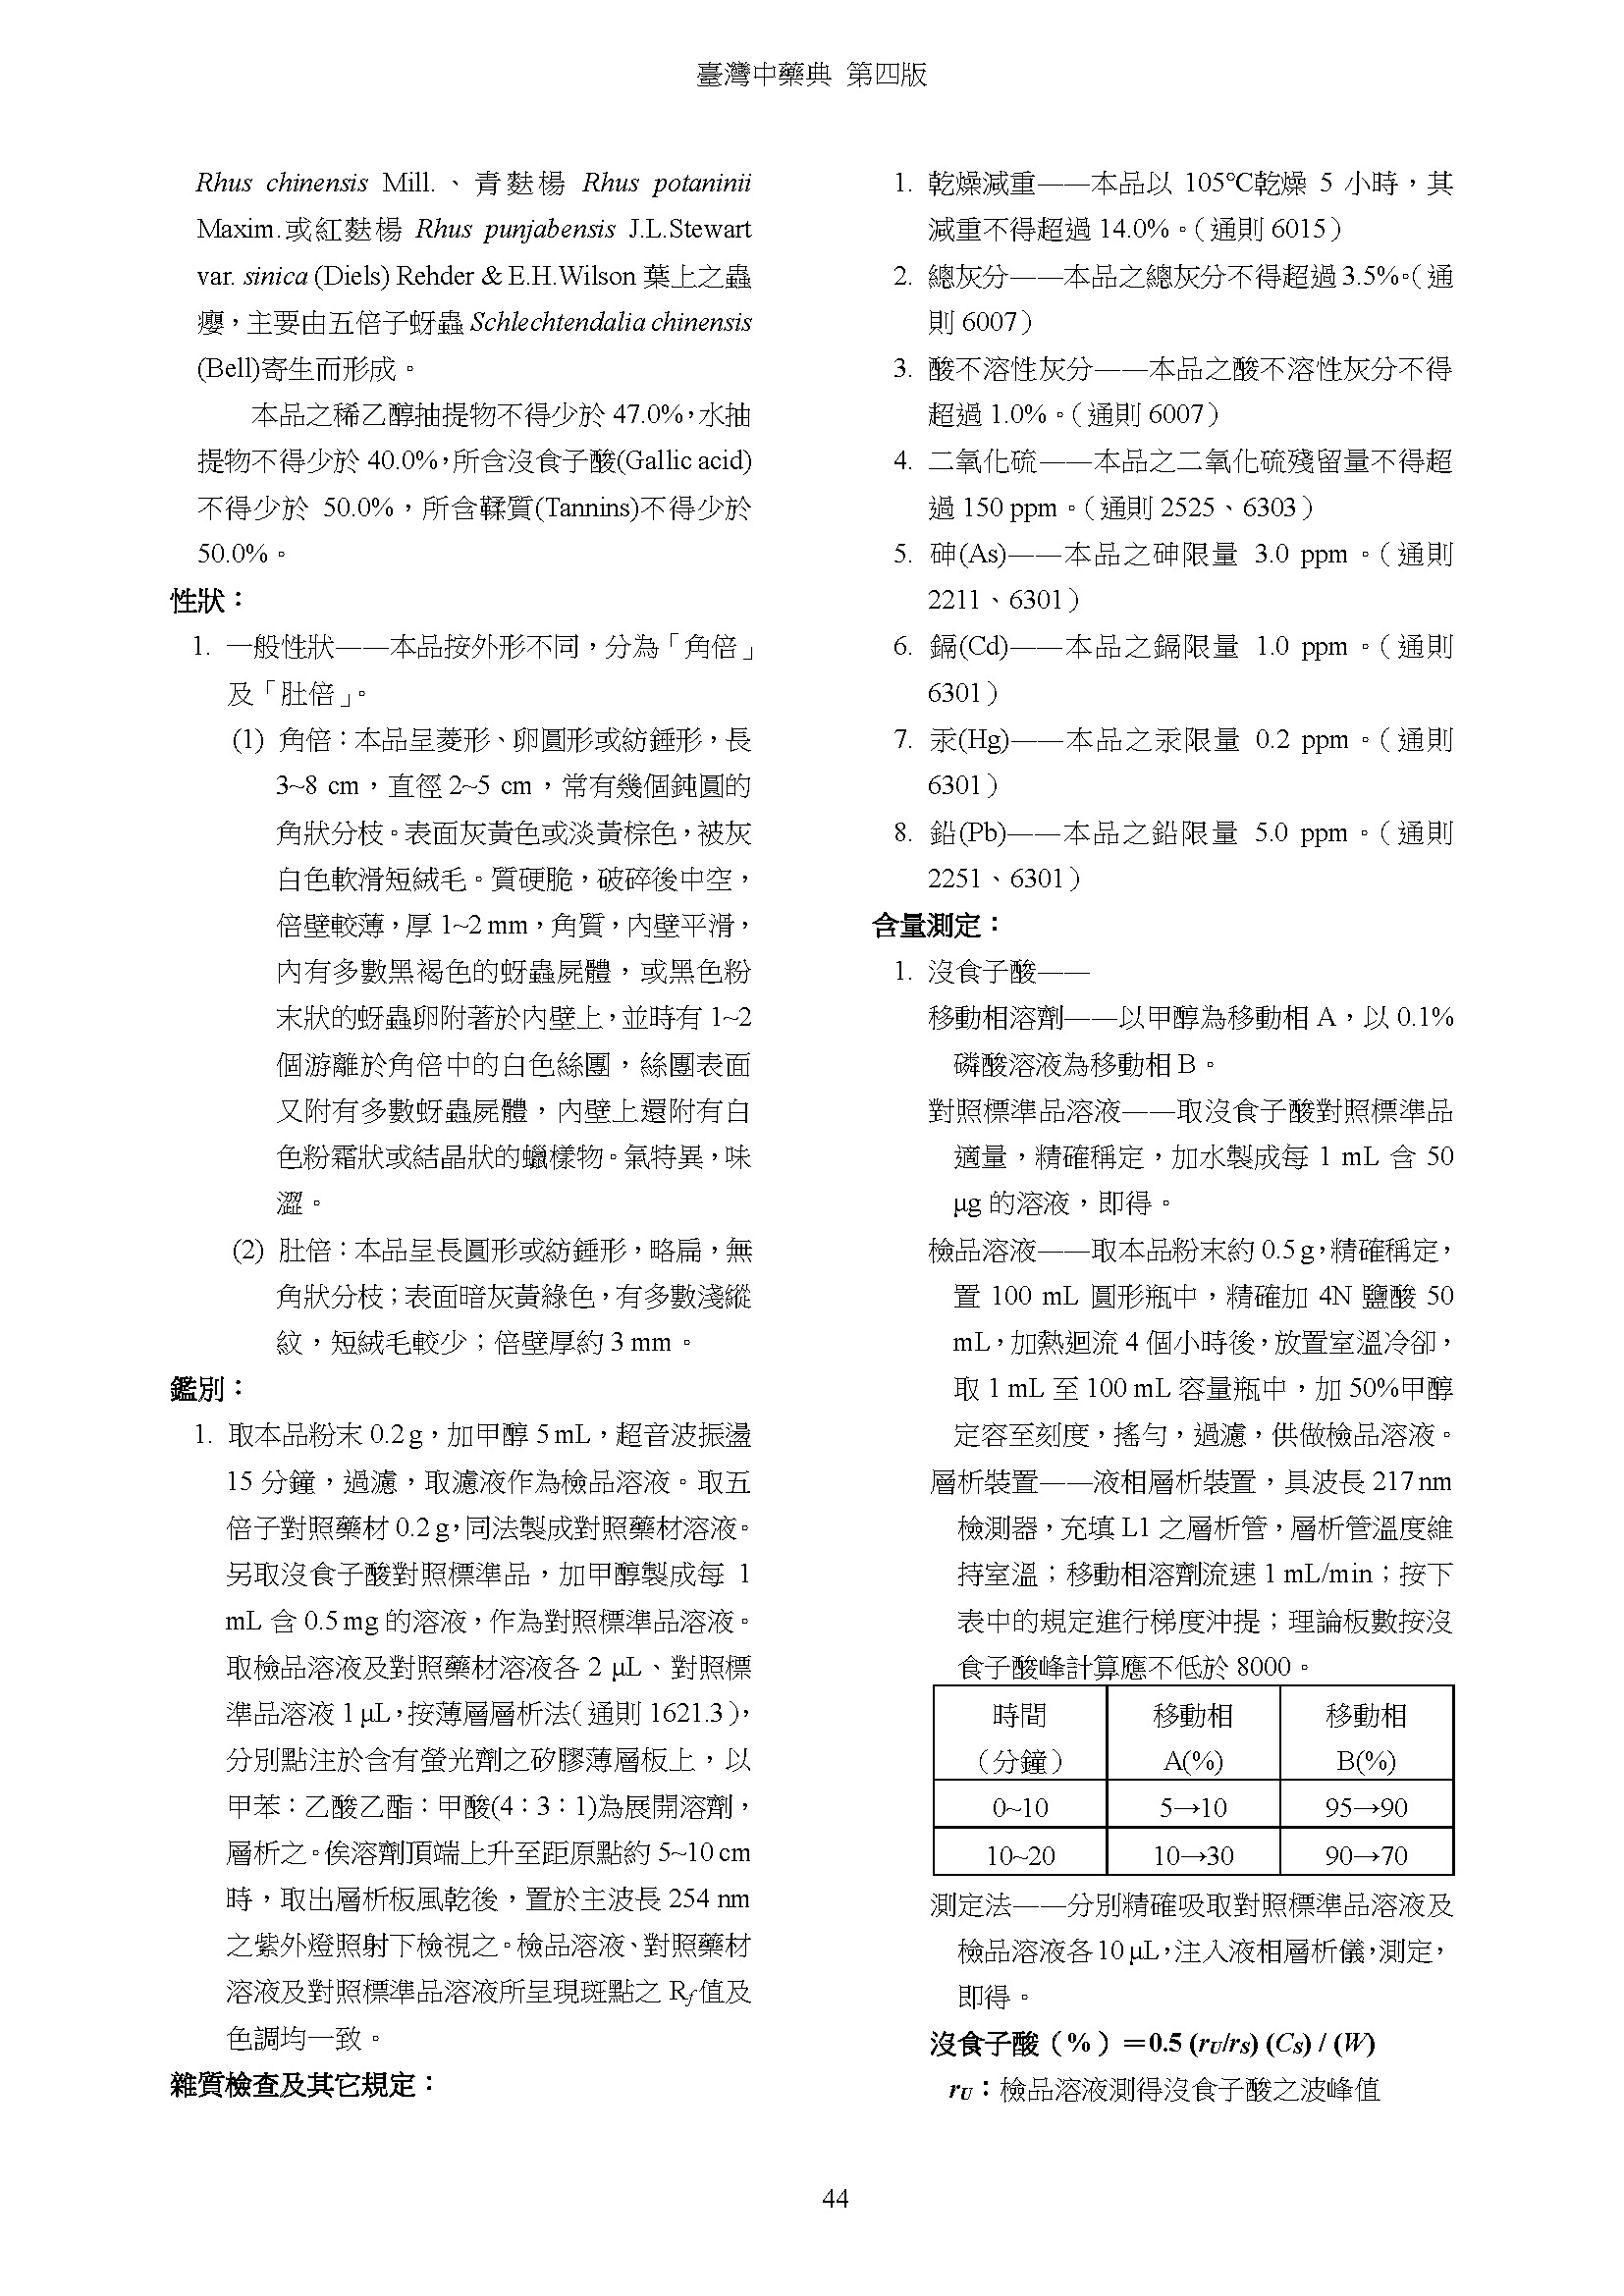 臺灣中藥典 第四版
Rhus chinensis Mill.、青麩楊 Rhus potaninii
Maxim.或紅麩楊 Rhus punjabensis J.L.Stewart
var. sinica (Diels) Rehder & E.H.Wilson 葉上之蟲
癭，主要由五倍子蚜蟲 Schlechtendalia chinensis
(Bell)寄生而形成。
本品之稀乙醇抽提物不得少於 47.0%，水抽
提物不得少於 40.0%，所含沒食子酸(Gallic acid)
不得少於 50.0%，所含鞣質(Tannins)不得少於
50.0%。
性狀：
1. 一般性狀——本品按外形不同，分為「角倍」
及「肚倍」。
(1) 角倍：本品呈菱形、卵圓形或紡錘形，長
3~8 cm，直徑 2~5 cm，常有幾個鈍圓的
角狀分枝。表面灰黃色或淡黃棕色，被灰
白色軟滑短絨毛。質硬脆，破碎後中空，
倍壁較薄，厚 1~2 mm，角質，內壁平滑，
內有多數黑褐色的蚜蟲屍體，或黑色粉
末狀的蚜蟲卵附著於內壁上，並時有 1~2
個游離於角倍中的白色絲團，絲團表面
又附有多數蚜蟲屍體，內壁上還附有白
色粉霜狀或結晶狀的蠟樣物。氣特異，味
澀。
(2) 肚倍：本品呈長圓形或紡錘形，略扁，無
角狀分枝；表面暗灰黃綠色，有多數淺縱
紋，短絨毛較少；倍壁厚約 3 mm。
鑑別：
1. 取本品粉末 0.2 g，加甲醇 5 mL，超音波振盪
15 分鐘，過濾，取濾液作為檢品溶液。取五
倍子對照藥材 0.2 g，同法製成對照藥材溶液。
另取沒食子酸對照標準品，加甲醇製成每 1
mL 含 0.5 mg 的溶液，作為對照標準品溶液。
取檢品溶液及對照藥材溶液各 2 μL、對照標
準品溶液 1 μL，按薄層層析法（通則 1621.3），
分別點注於含有螢光劑之矽膠薄層板上，以
甲苯：乙酸乙酯：甲酸(4：3：1)為展開溶劑，
層析之。俟溶劑頂端上升至距原點約 5~10 cm
時，取出層析板風乾後，置於主波長 254 nm
之紫外燈照射下檢視之。檢品溶液、對照藥材
溶液及對照標準品溶液所呈現斑點之 Rf 值及
色調均一致。
雜質檢查及其它規定：
1. 乾燥減重——本品以 105℃乾燥 5 小時，其
減重不得超過 14.0%。（通則 6015）
2. 總灰分——本品之總灰分不得超過 3.5%。（通
則 6007）
3. 酸不溶性灰分——本品之酸不溶性灰分不得
超過 1.0%。（通則 6007）
4. 二氧化硫——本品之二氧化硫殘留量不得超
過 150 ppm。（通則 2525、6303）
5. 砷(As)——本品之砷限量 3.0 ppm。（通則
2211、6301）
6. 鎘(Cd)——本品之鎘限量 1.0 ppm。（通則
6301）
7. 汞(Hg)——本品之汞限量 0.2 ppm。（通則
6301）
8. 鉛(Pb)——本品之鉛限量 5.0 ppm。（通則
2251、6301）
含量測定：
1. 沒食子酸——
移動相溶劑——以甲醇為移動相 A，以 0.1%
磷酸溶液為移動相 B。
對照標準品溶液——取沒食子酸對照標準品
適量，精確稱定，加水製成每 1 mL 含 50
μg 的溶液，即得。
檢品溶液——取本品粉末約 0.5 g，精確稱定，
置 100 mL 圓形瓶中，精確加 4N 鹽酸 50
mL，加熱迴流 4 個小時後，放置室溫冷卻，
取 1 mL 至 100 mL 容量瓶中，加 50%甲醇
定容至刻度，搖勻，過濾，供做檢品溶液。
層析裝置——液相層析裝置，具波長 217 nm
檢測器，充填 L1 之層析管，層析管溫度維
持室溫；移動相溶劑流速 1 mL/min；按下
表中的規定進行梯度沖提；理論板數按沒
食子酸峰計算應不低於 8000。
時間 移動相 移動相
（分鐘） A(%) B(%)
0~10 5→10 95→90
10~20 10→30 90→70
測定法——分別精確吸取對照標準品溶液及
檢品溶液各 10 μL，注入液相層析儀，測定，
即得。
沒食子酸（%）＝0.5 (rU/rS) (CS) / (W)
rU：檢品溶液測得沒食子酸之波峰值
44